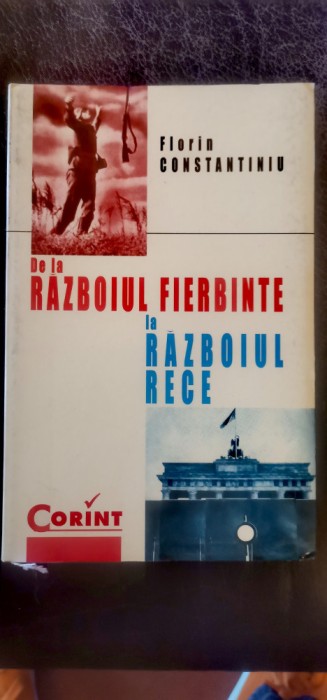 Florin
CONSTANTINIU
De la
RĂZBOIUL FIERBINTE
la
RĂZBOIUL
RECE
CORINT